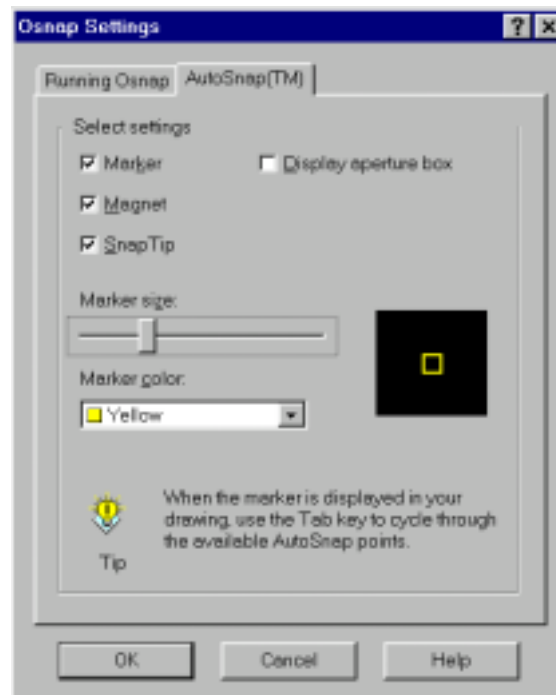 Osnap Settings
Running Osnap
AutoSnap(TM)
Select settings
Marker
Display aperture box
Magnet
SnapTip
Marker size:
Marker color:
Yellow
When the marker is displayed in your
drawing, use the Tab key to cycle through
the available AutoSnap points.
Tip
OK
Cancel
Help